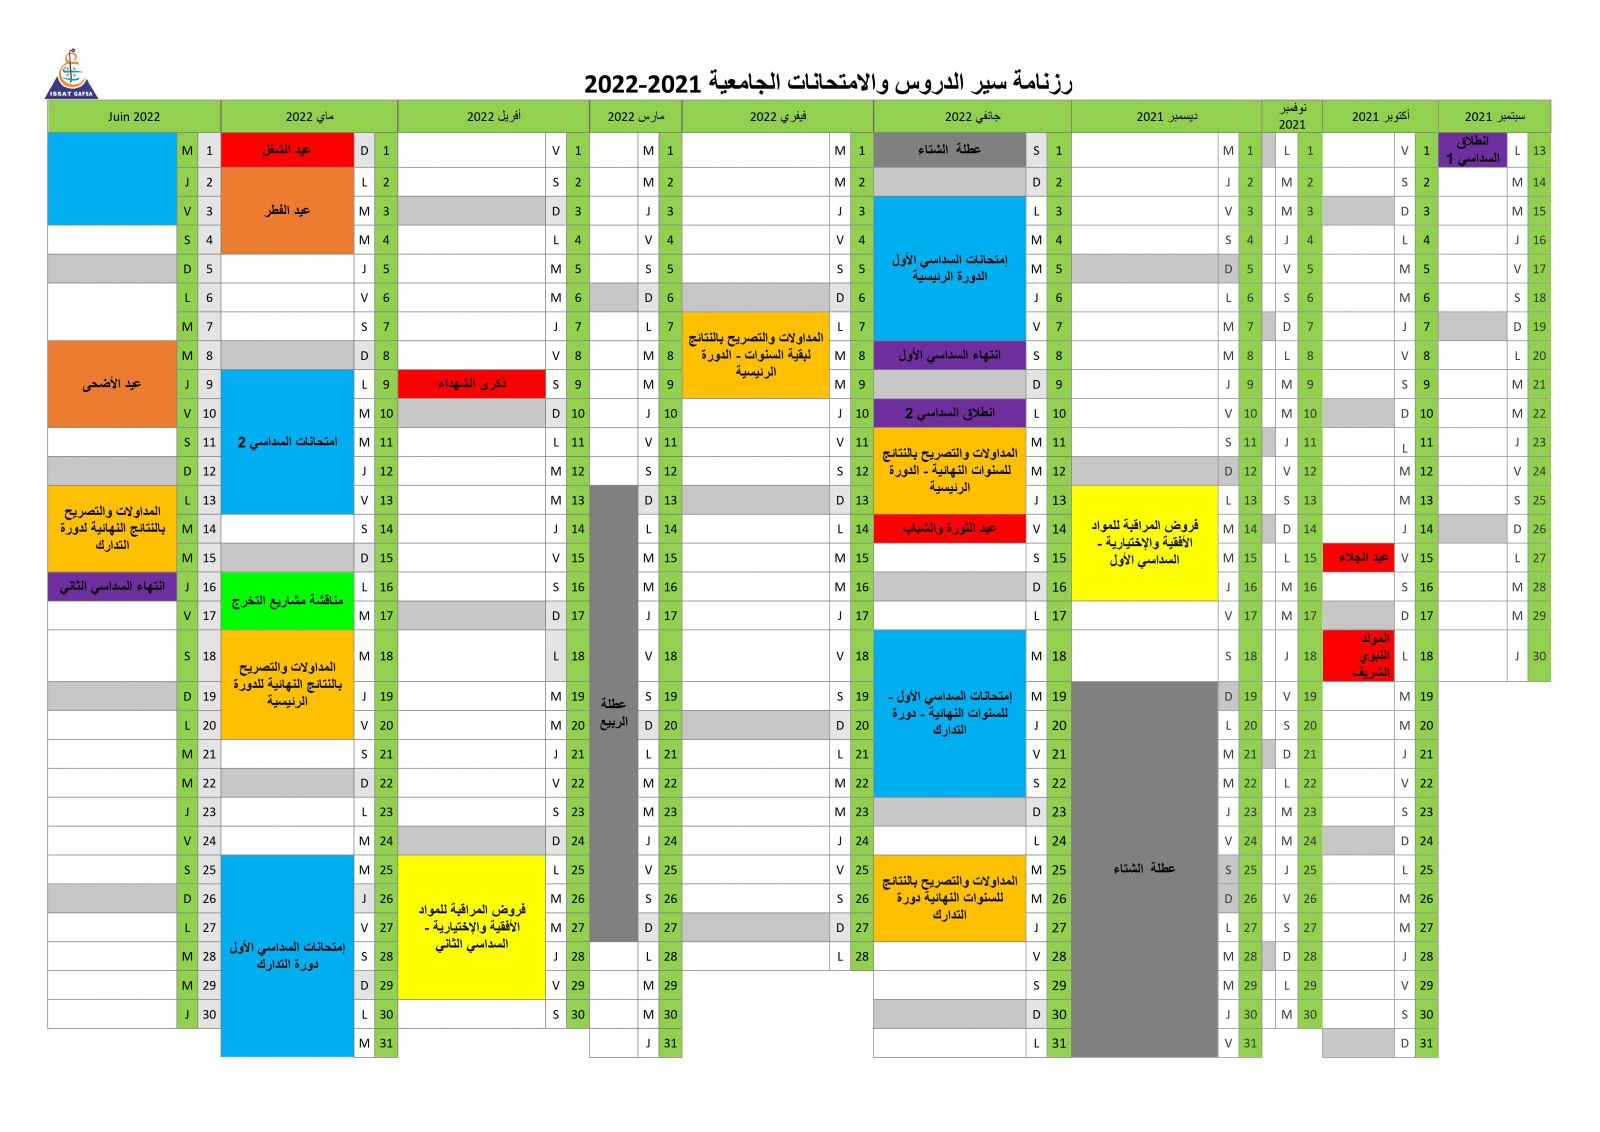 ISSAT GAFSA
رزنامة سير الدروس والامتحانات الجامعية 2021-2022
سبتمبر 2021
13 L
انطلاق
السداسي 1
14 M
15 M
16 J
17 V
18 S
19 D
20 L
21 M
22 M
23 J
24 V
25 S
26 D
27 L
28 M
29 M
30 J
أكتوبر 2021
1 V
2 S
3 D
4 L
5 M
6 M
7 J
8 V
9 S
10 D
11 L
12 M
13 M
14 J
15 V عيد الجلاء
16 S
17 D
18 L
المولد
النبوي
الشريف
19 M
20 M
21 J
22 V
23 S
24 D
25 L
26 M
27 M
28 J
29 V
30 S
31 D
نوفمبر
2021
1 L
2 M
3 M
4 J
5 V
6 S
7 D
8 L
9 M
10 M
11 J
12 V
13 S
14 D
15 L
16 M
17 M
18 J
19 V
20 S
21 D
22 L
23 M
24 M
25 J
26 V
27 S
28 D
29 L
30 M
ديسمبر 2021
1 M
2 J
3 V
4 S
5 D
6 L
7 M
8 M
9 J
10 V
11 S
12 D
13 L
14 M
15 M
16 J
فروض المراقبة للمواد
الأفقية والإختيارية -
السداسي الأول
17 V
18 S
19 D
20 L
21 M
22 M
23 J
24 V
25 S
26 D
27 L
28 M
29 M
30 J
31 V
عطلة الشتاء
جانفي 2022
1 S عطلة الشتاء
2 D
3 L
4 M
5 M
6 J
7 V
إمتحانات السداسي الأول
الدورة الرئيسية
8 S انتهاء السداسي الأول
9 D
10 L انطلاق السداسي 2
11 M
12 M
13 J
المداولات والتصريح بالنتائج
للسنوات النهائية - الدورة
الرئيسية
14 V عيد الثورة والشباب
15 S
16 D
17 L
18 M
19 M
20 J
21 V
22 S
إمتحانات السداسي الأول -
للسنوات النهائية - دورة
التدارك
23 D
24 L
25 M
26 M
27 J
المداولات والتصريح بالنتائج
للسنوات النهائية دورة
التدارك
28 V
29 S
30 D
31 L
فيفري 2022
1 M
2 M
3 J
4 V
5 S
6 D
7 L
8 M
9 M
المداولات والتصريح بالنتائج
لبقية السنوات - الدورة
الرئيسية
10 J
11 V
12 S
13 D
14 L
15 M
16 M
17 J
18 V
19 S
20 D
21 L
22 M
23 M
24 J
25 V
26 S
27 D
28 L
مارس 2022
1 M
2 M
3 J
4 V
5 S
6 D
7 L
8 M
9 M
10 J
11 V
12 S
13 D
14 L
15 M
16 M
17 J
18 V
19 S
20 D
21 L
22 M
23 M
24 J
25 V
26 S
27 D
عطلة
الربيع
28 L
29 M
30 M
31 J
أفريل 2022
1 V
2 S
3 D
4 L
5 M
6 M
7 J
8 V
9 S ذكرى الشهداء
10 D
11 L
12 M
13 M
14 J
15 V
16 S
17 D
18 L
19 M
20 M
21 J
22 V
23 S
24 D
25 L
26 M
27 M
28 J
29 V
فروض المراقبة للمواد
الأفقية والإختيارية -
السداسي الثاني
30 S
ماي 2022
1 D عيد الشغل
2 L
3 M
4 M
عيد الفطر
5 J
6 V
7 S
8 D
9 L
10 M
11 M
12 J
13 V
امتحانات السداسي 2
14 S
15 D
16 L
17 M
مناقشة مشاريع التخرج
18 M
19 J
20 V
المداولات والتصريح
بالنتائج النهائية للدورة
الرئيسية
21 S
22 D
23 L
24 M
25 M
26 J
27 V
28 S
29 D
30 L
31 M
إمتحانات السداسي الأول
دورة التدارك
Juin 2022
1 M
2 J
3 V
4 S
5 D
6 L
7 M
8 M
9 J
10 V
عيد الأضحى
11 S
12 D
13 L
14 M
15 M
المداولات والتصريح
بالنتائج النهائية لدورة
التدارك
16 J انتهاء السداسي الثاني
17 V
18 S
19 D
20 L
21 M
22 M
23 J
24 V
25 S
26 D
27 L
28 M
29 M
30 J